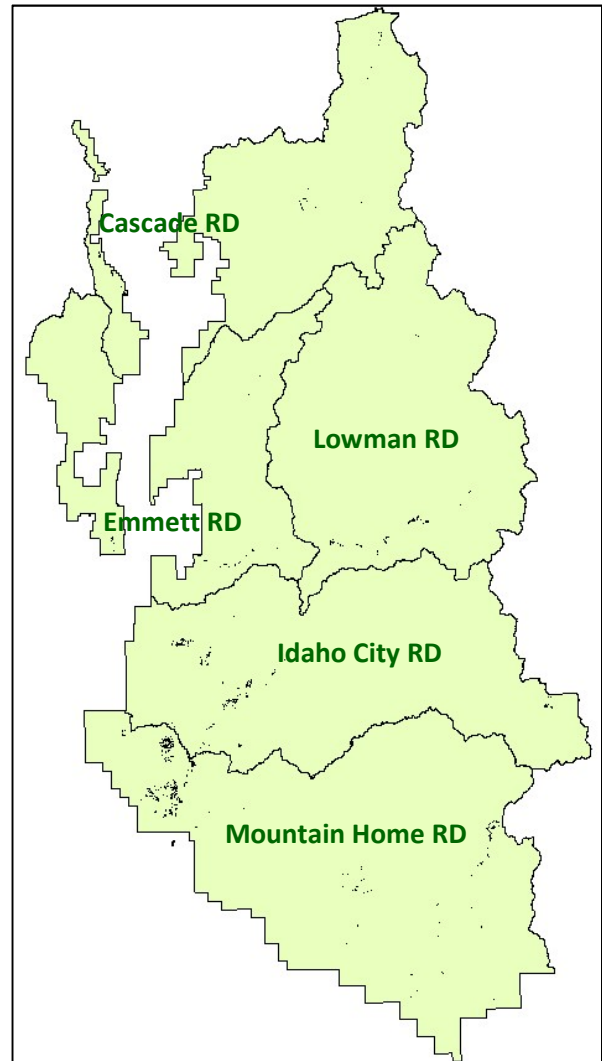 Cascade RD
Lowman RD
Emmett RD
Idaho City RD
Mountain Home RD